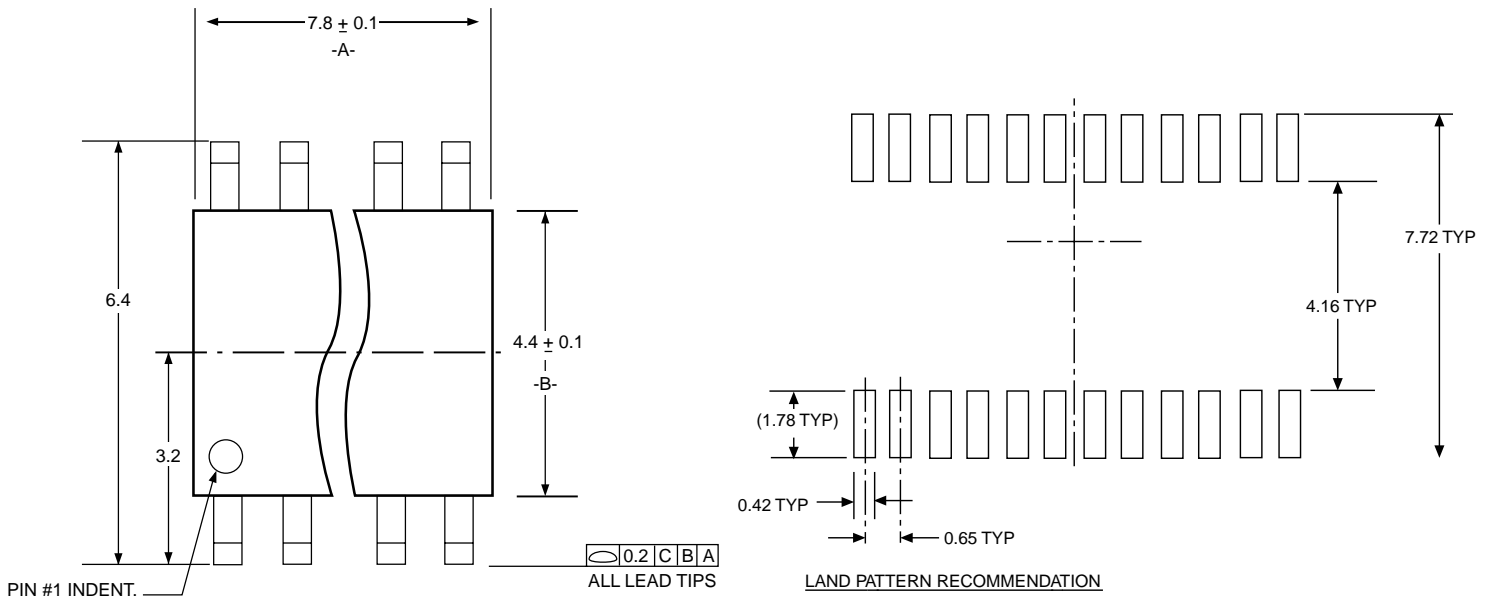 7.8 ± 0.1
-A-
6.4
3.2
4.4 ± 0.1
-B-
PIN #1 INDENT.
0.2 C B A
ALL LEAD TIPS
7.72 TYP
4.16 TYP
(1.78 TYP)
0.42 TYP
0.65 TYP
LAND PATTERN RECOMMENDATION